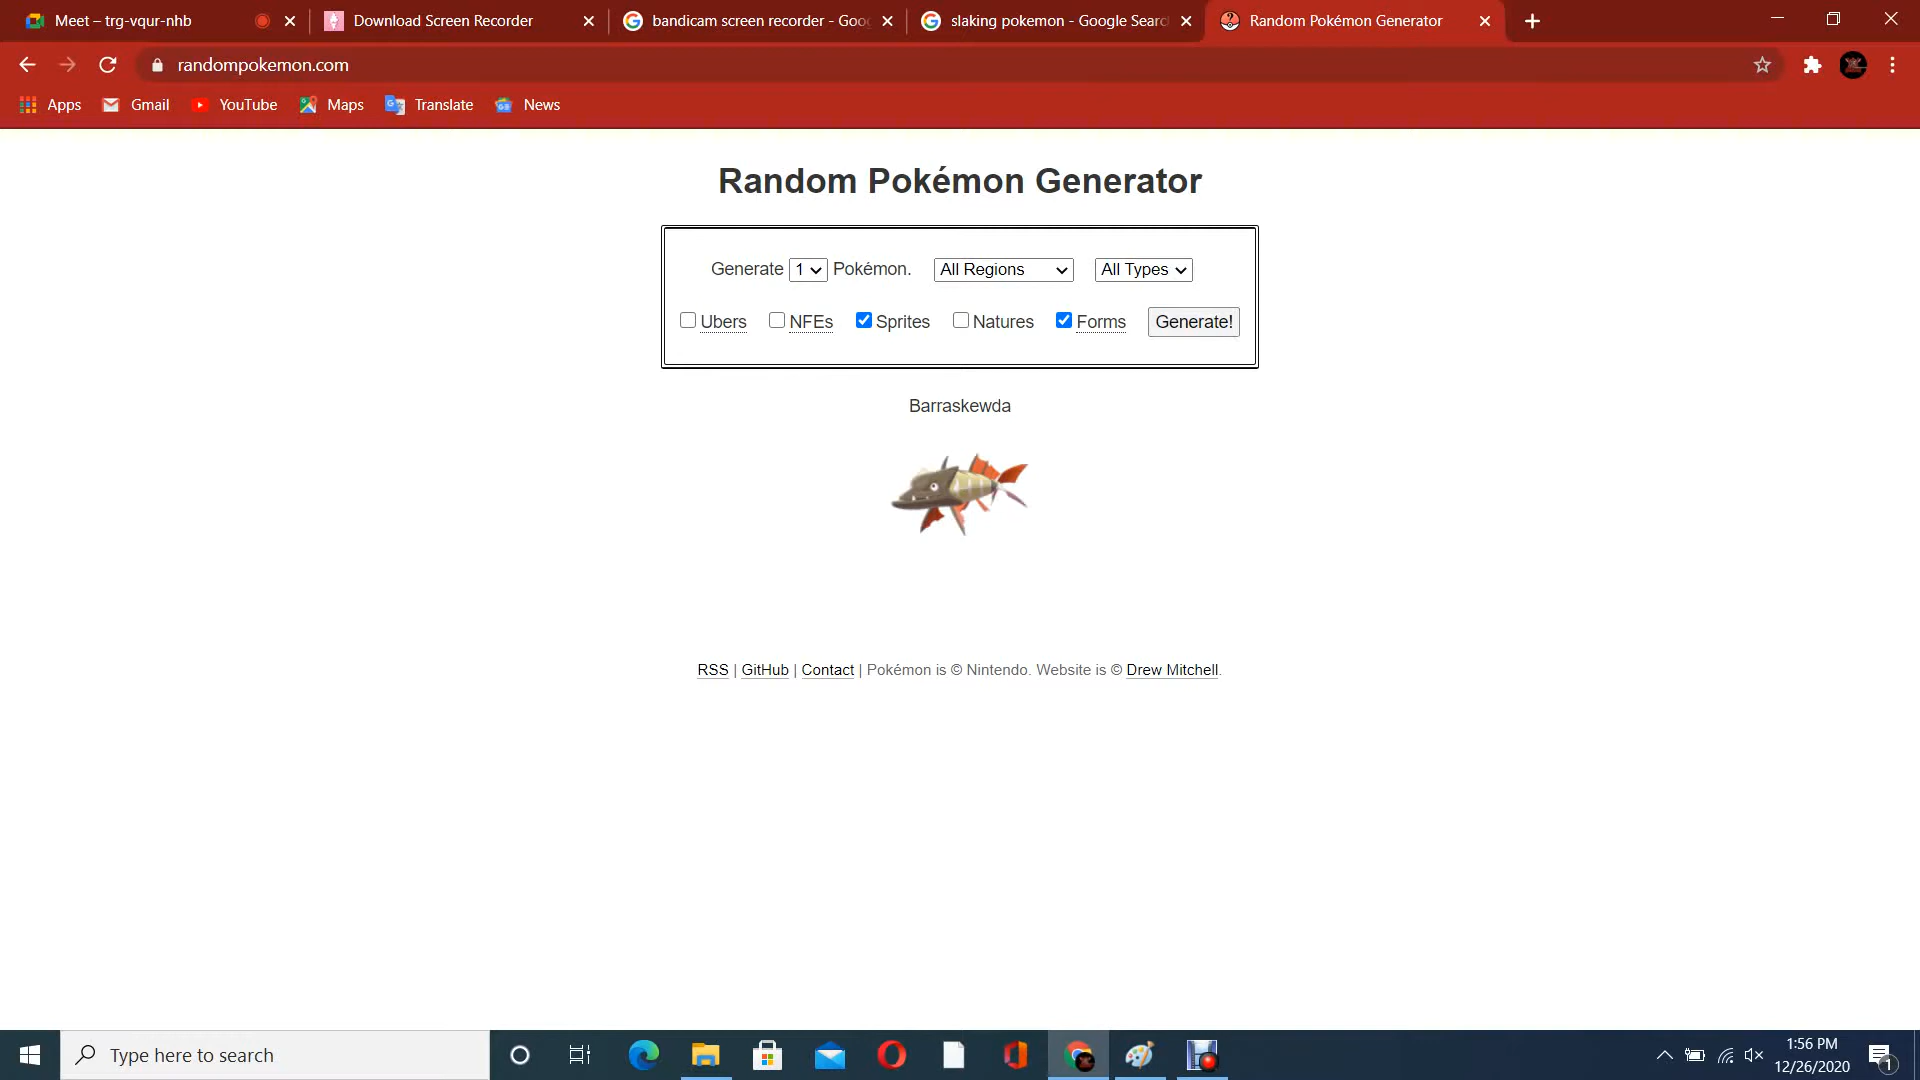 Meet – trg-vqur-nhb
Download Screen Recorder
bandicam screen recorder - Goo
slaking pokemon - Google Searc
Random Pokémon Generator
randompokemon.com
Apps
Gmail
YouTube
Maps
Translate
News
Random Pokémon Generator
Generate 1 Pokémon. All Regions All Types
Ubers NFEs Sprites Natures Forms Generate!
Barraskewda
RSS | GitHub | Contact | Pokémon is © Nintendo. Website is © Drew Mitchell.
Type here to search
1:56 PM
12/26/2020
1